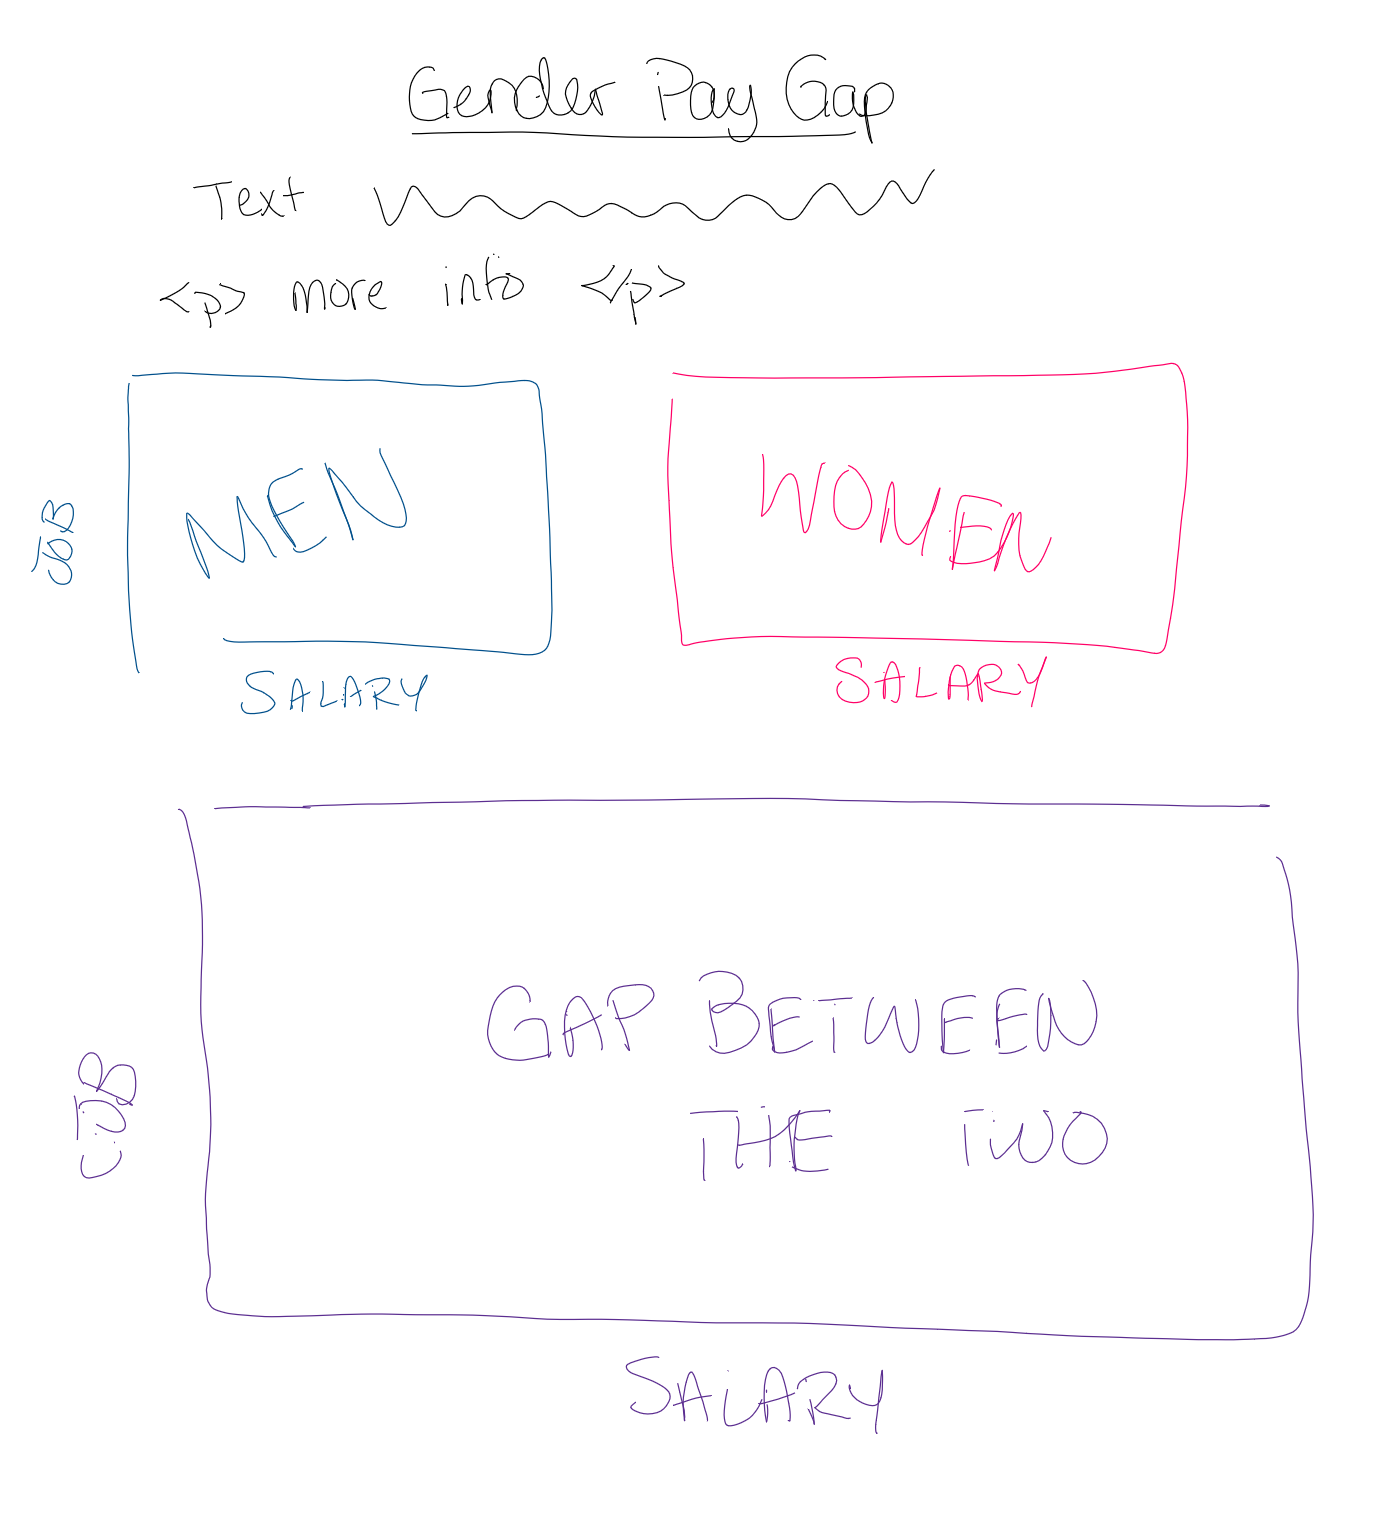 Gender Pay Gap
Text
<p> more info </p>
MEN
JOB
SALARY
WOMEN
SALARY
GAP BETWEEN
THE TWO
JOB
SALARY